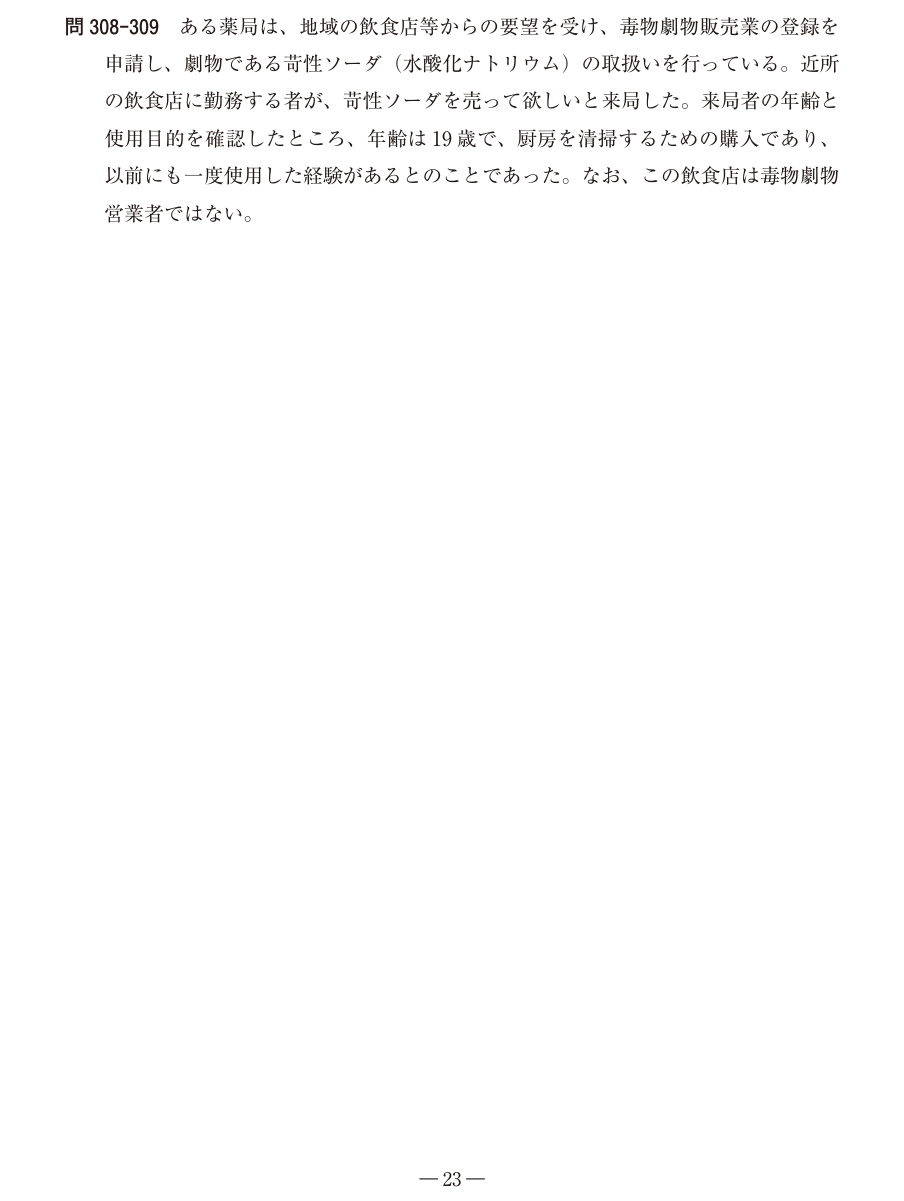 問 308-309　ある薬局は、地域の飲食店等からの要望を受け、毒物劇物販売業の登録を
申請し、劇物である苛性ソーダ（水酸化ナトリウム）の取扱いを行っている。近所
の飲食店に勤務する者が、苛性ソーダを売って欲しいと来局した。来局者の年齢と
使用目的を確認したところ、年齢は 19 歳で、厨房を清掃するための購入であり、
以前にも一度使用した経験があるとのことであった。なお、この飲食店は毒物劇物
営業者ではない。
— 23 —